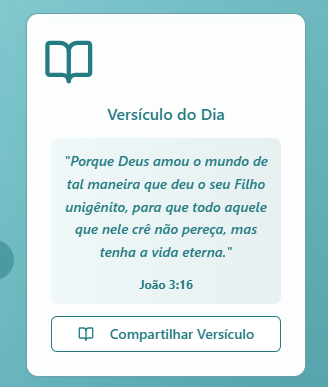 Versículo do Dia
"Porque Deus amou o mundo de
tal maneira que deu o seu Filho
unigênito, para que todo aquele
que nele crê não pereça, mas
tenha a vida eterna."
João 3:16
Compartilhar Versículo